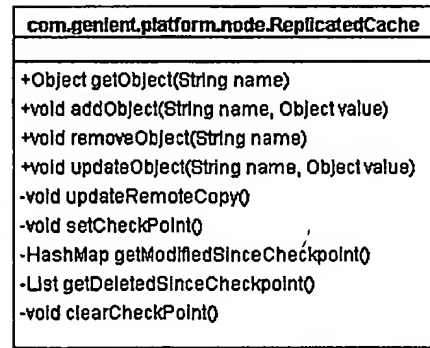 com.genient.platform.node.ReplicatedCache
+Object getObject(String name)
+void addObject(String name, Object value)
+void removeObject(String name)
+void updateObject(String name, Object value)
-void updateRemoteCopy()
-void setCheckPoint()
-HashMap getModifiedSinceCheckpoint()
-List getDeletedSinceCheckpoint()
-void clearCheckPoint()